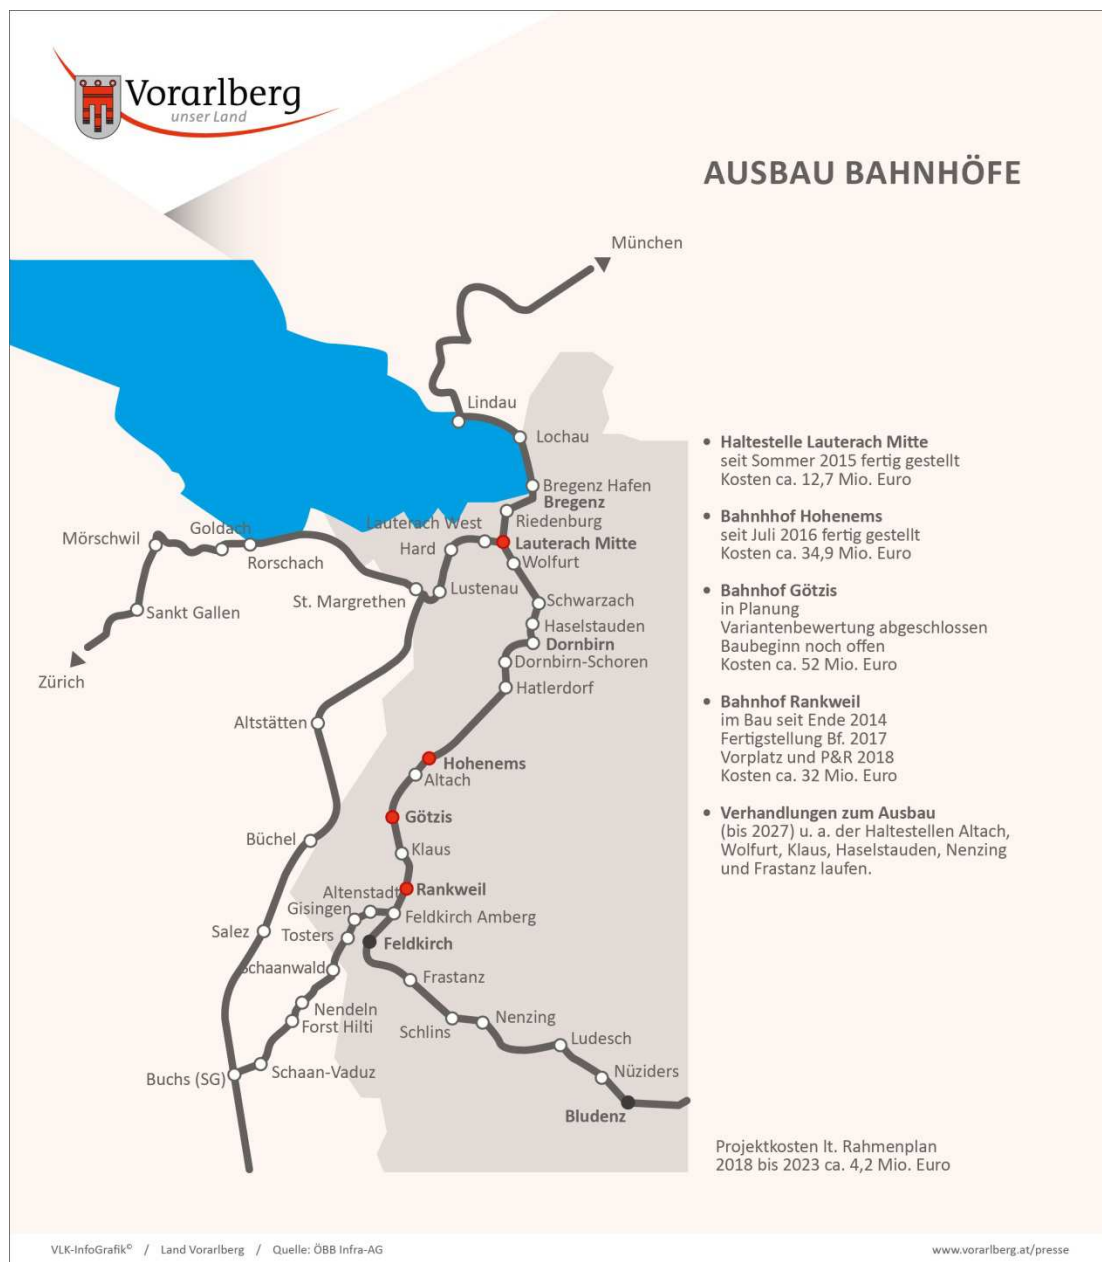 Vorarlberg
unser Land
AUSBAU BAHNHÖFE
München
Lindau
Lochau
Bregenz Hafen
Bregenz
Riedenburg
Lauterach West
Lauterach Mitte
Hard
Wolfurt
Goldach
Mörschwil
Rorschach
St. Margrethen
Lustenau
Sankt Gallen
Zürich
Schwarzach
Haselstauden
Dornbirn
Dornbirn-Schoren
Hatlerdorf
Altstätten
Hohenems
Altach
Götzis
Büchel
Klaus
Altenstadt
Rankweil
Gisingen
Feldkirch Amberg
Salez
Tosters
Feldkirch
Schaanwald
Frastanz
Nendeln
Forst Hilti
Schlins
Nenzing
Ludesch
Buchs (SG)
Schaan-Vaduz
Nüziders
Bludenz
• Haltestelle Lauterach Mitte
seit Sommer 2015 fertig gestellt
Kosten ca. 12,7 Mio. Euro
• Bahnhhof Hohenems
seit Juli 2016 fertig gestellt
Kosten ca. 34,9 Mio. Euro
• Bahnhof Götzis
in Planung
Variantenbewertung abgeschlossen
Baubeginn noch offen
Kosten ca. 52 Mio. Euro
• Bahnhof Rankweil
im Bau seit Ende 2014
Fertigstellung Bf. 2017
Vorplatz und P&R 2018
Kosten ca. 32 Mio. Euro
• Verhandlungen zum Ausbau
(bis 2027) u. a. der Haltestellen Altach,
Wolfurt, Klaus, Haselstauden, Nenzing
und Frastanz laufen.
Projektkosten lt. Rahmenplan
2018 bis 2023 ca. 4,2 Mio. Euro
VLK-InfoGrafik© / Land Vorarlberg / Quelle: ÖBB Infra-AG
www.vorarlberg.at/presse